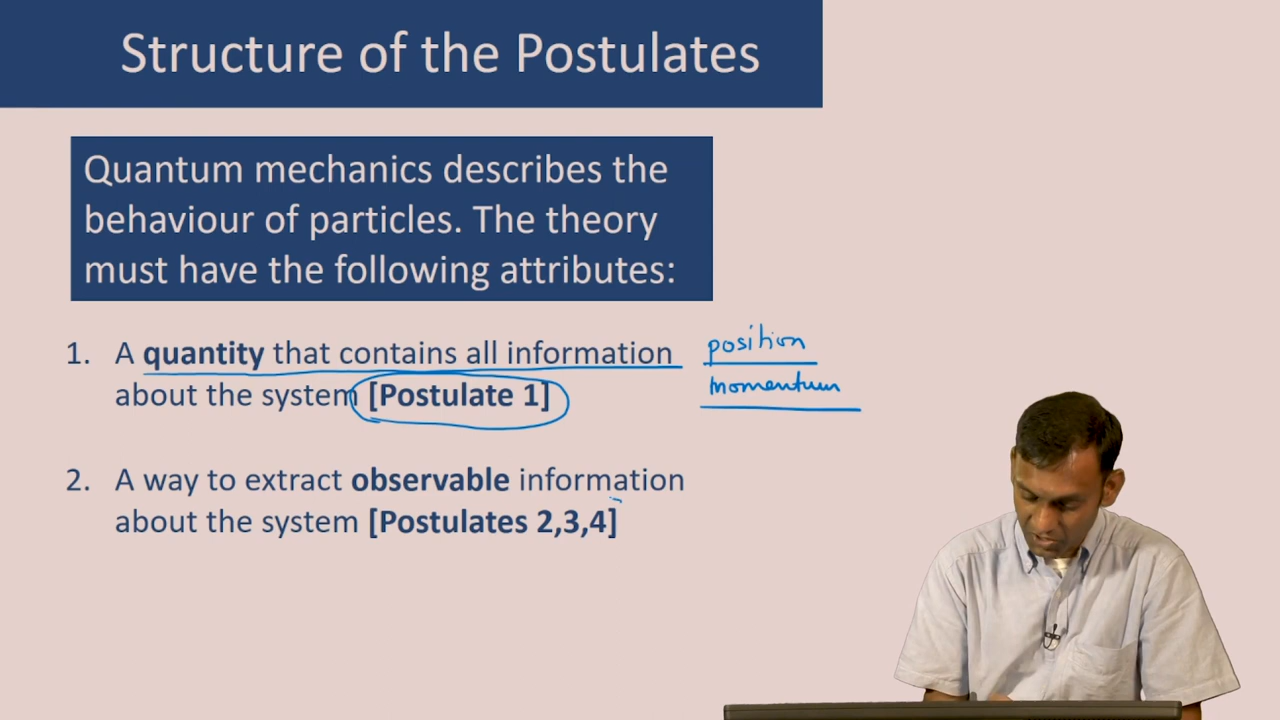 Structure of the Postulates
Quantum mechanics describes the
behaviour of particles. The theory
must have the following attributes:
1. A quantity that contains all information
about the system [Postulate 1]
position
momentum
2. A way to extract observable information
about the system [Postulates 2,3,4]